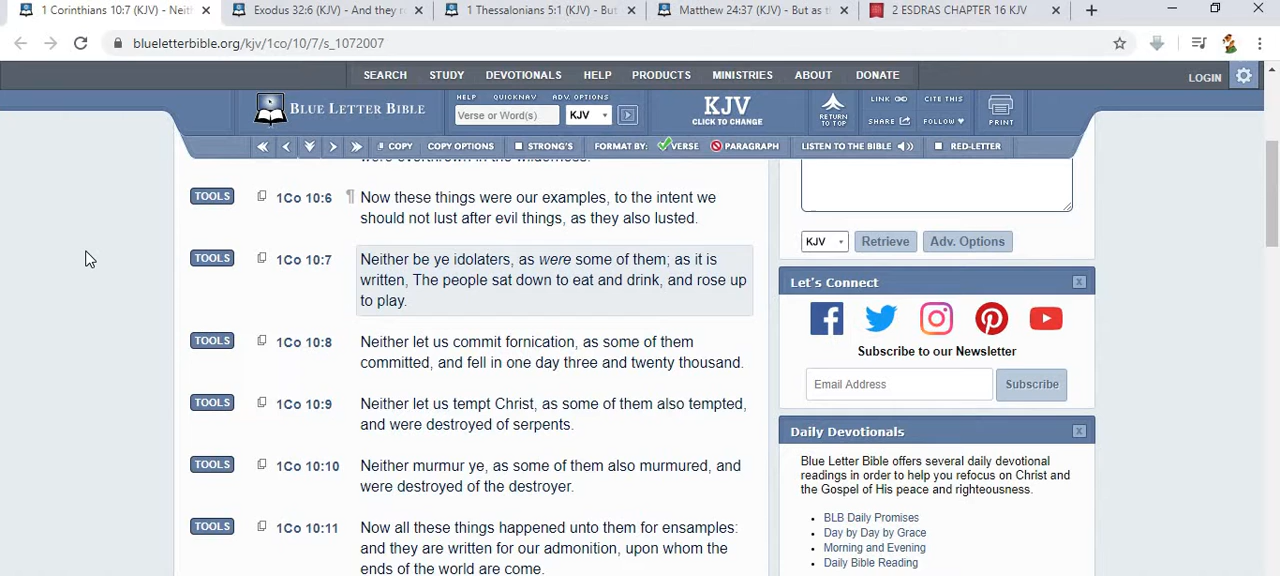 1 Corinthians 10:7 (KJV) - Neit
Exodus 32:6 (KJV) - And they r
1 Thessalonians 5:1 (KJV) - But
Matthew 24:37 (KJV) - But as th
2 ESDRAS CHAPTER 16 KJV
blueletterbible.org/kjv/1co/10/7/s_1072007
SEARCH STUDY DEVOTIONALS HELP PRODUCTS MINISTRIES ABOUT DONATE
LOGIN
BLUE LETTER BIBLE
HELP QUICKNAV ADV. OPTIONS
Verse or Word(s) KJV
KJV
CLICK TO CHANGE
RETURN
TO TOP
LINK CITE THIS
SHARE FOLLOW
PRINT
COPY COPY OPTIONS STRONG'S FORMAT BY: VERSE PARAGRAPH LISTEN TO THE BIBLE RED-LETTER
were overthrown in the wilderness.
TOOLS 1Co 10:6 ¶ Now these things were our examples, to the intent we
should not lust after evil things, as they also lusted.
TOOLS 1Co 10:7 Neither be ye idolaters, as were some of them; as it is
written, The people sat down to eat and drink, and rose up
to play.
TOOLS 1Co 10:8 Neither let us commit fornication, as some of them
committed, and fell in one day three and twenty thousand.
TOOLS 1Co 10:9 Neither let us tempt Christ, as some of them also tempted,
and were destroyed of serpents.
TOOLS 1Co 10:10 Neither murmur ye, as some of them also murmured, and
were destroyed of the destroyer.
TOOLS 1Co 10:11 Now all these things happened unto them for ensamples:
and they are written for our admonition, upon whom the
ends of the world are come.
KJV Retrieve Adv. Options
Let's Connect
Subscribe to our Newsletter
Email Address Subscribe
Daily Devotionals
Blue Letter Bible offers several daily devotional
readings in order to help you refocus on Christ and
the Gospel of His peace and righteousness.
• BLB Daily Promises
• Day by Day by Grace
• Morning and Evening
• Daily Bible Reading